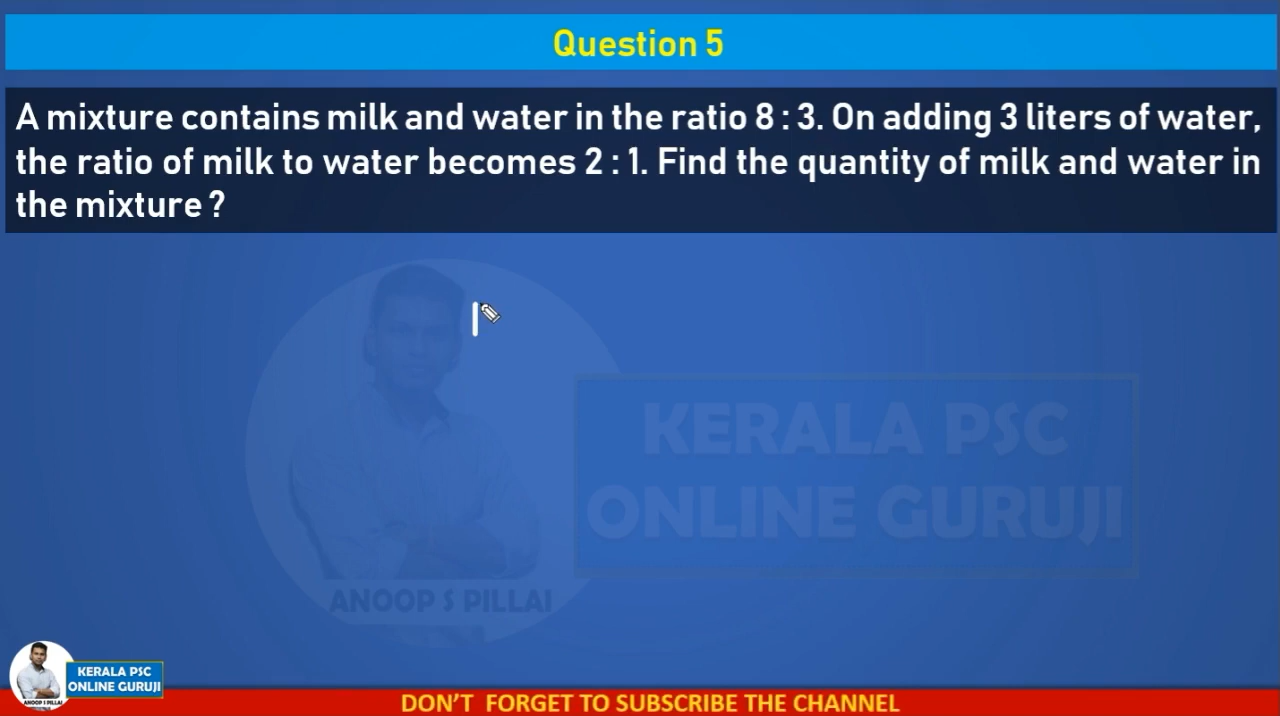 Question 5
A mixture contains milk and water in the ratio 8 : 3. On adding 3 liters of water,
the ratio of milk to water becomes 2 : 1. Find the quantity of milk and water in
the mixture ?
KERALA PSC
ONLINE GURUJI
ANOOP S PILLAI
KERALA PSC
ONLINE GURUJI
ANOOP S PILLAI
DON'T FORGET TO SUBSCRIBE THE CHANNEL